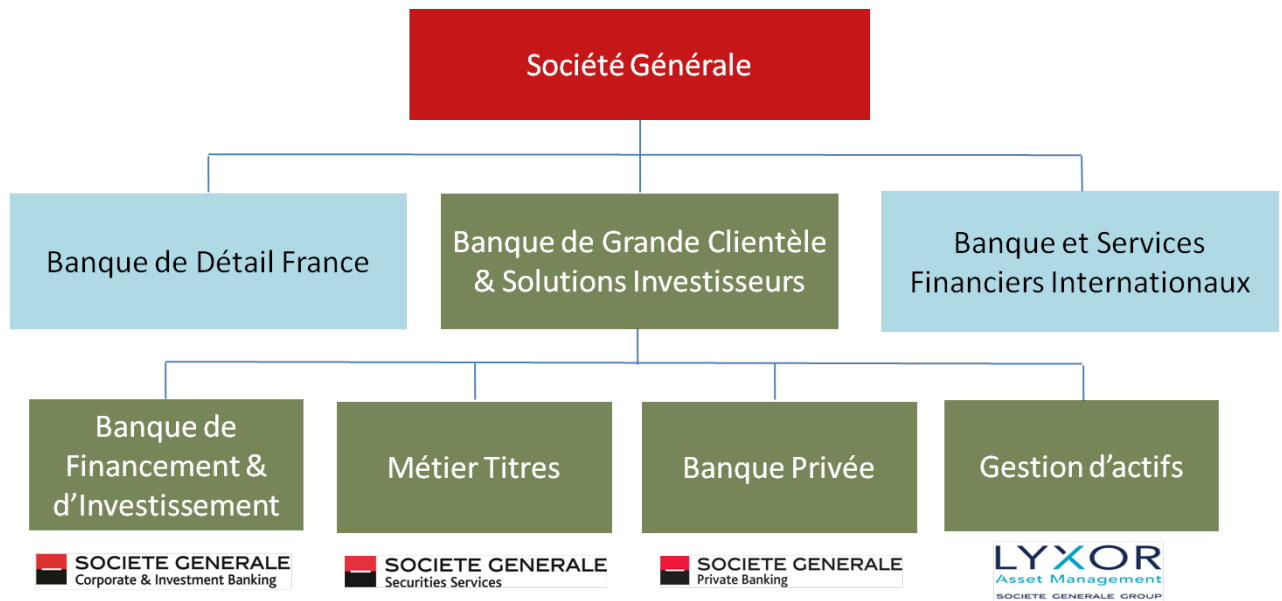 Société Générale
Banque de Détail France
Banque de Grande Clientèle
& Solutions Investisseurs
Banque et Services
Financiers Internationaux
Banque de
Financement &
d’Investissement
Métier Titres
Banque Privée
Gestion d’actifs
SOCIETE GENERALE
Corporate & Investment Banking
SOCIETE GENERALE
Securities Services
SOCIETE GENERALE
Private Banking
LYXOR
Asset Management
SOCIETE GENERALE GROUP